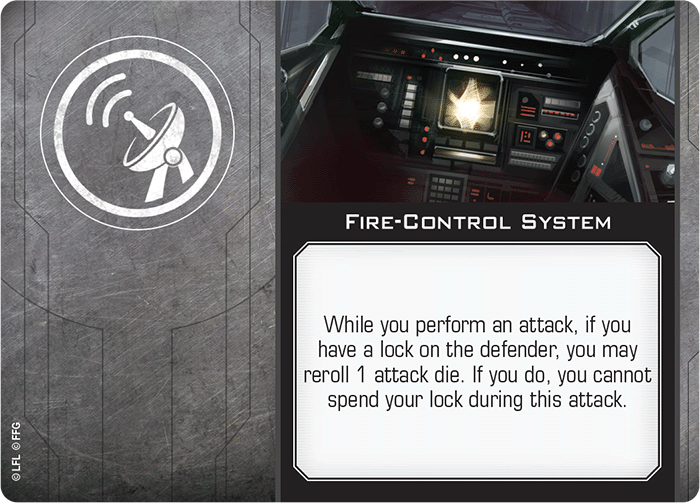 Fire-Control System
While you perform an attack, if you
have a lock on the defender, you may
reroll 1 attack die. If you do, you cannot
spend your lock during this attack.
© LFL © FFG